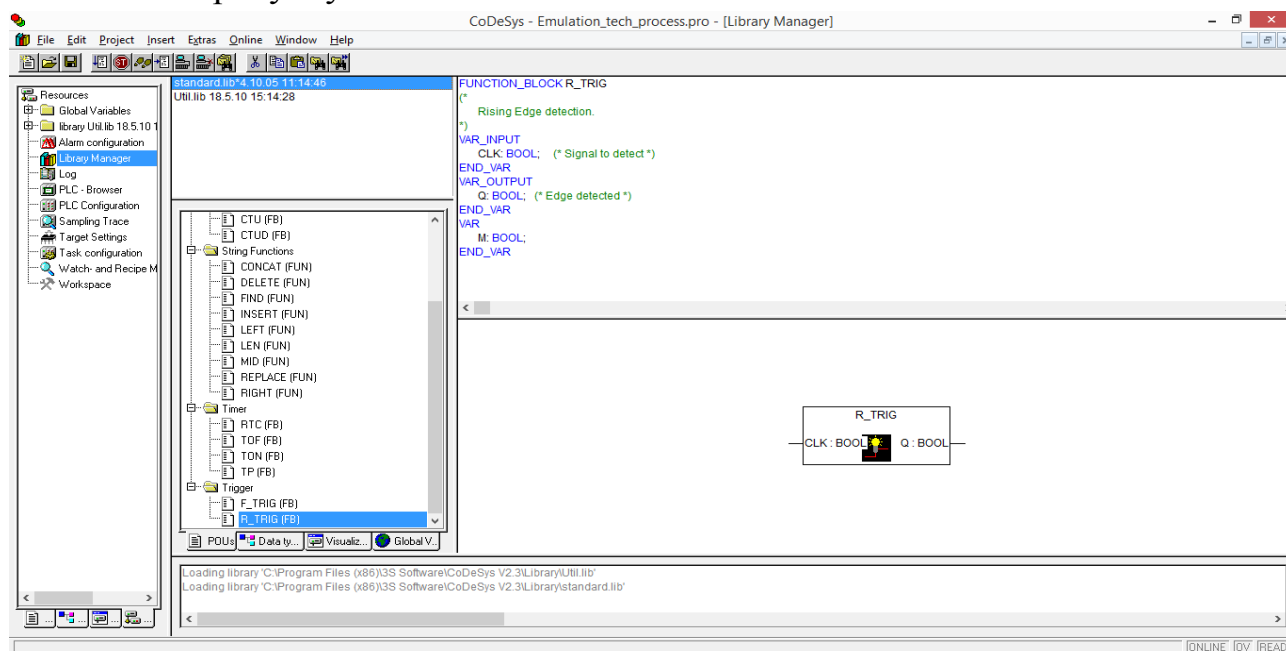 CoDeSys - Emulation_tech_process.pro - [Library Manager]
File Edit Project Insert Extras Online Window Help
Resources
Global Variables
library Util.lib 18.5.10 1
Alarm configuration
Library Manager
Log
PLC - Browser
PLC Configuration
Sampling Trace
Target Settings
Task configuration
Watch- and Recipe M
Workspace
standard.lib*4.10.05 11:14:46
Util.lib 18.5.10 15:14:28
CTU (FB)
CTUD (FB)
String Functions
CONCAT (FUN)
DELETE (FUN)
FIND (FUN)
INSERT (FUN)
LEFT (FUN)
LEN (FUN)
MID (FUN)
REPLACE (FUN)
RIGHT (FUN)
Timer
RTC (FB)
TOF (FB)
TON (FB)
TP (FB)
Trigger
F_TRIG (FB)
R_TRIG (FB)
POUs Data ty... Visualiz... Global V...
FUNCTION_BLOCK R_TRIG
(*
Rising Edge detection.
*)
VAR_INPUT
CLK: BOOL; (* Signal to detect *)
END_VAR
VAR_OUTPUT
Q: BOOL; (* Edge detected *)
END_VAR
VAR
M: BOOL;
END_VAR
R_TRIG
CLK : BOOL Q : BOOL
Loading library 'C:\Program Files (x86)\3S Software\CoDeSys V2.3\Library\Util.lib'
Loading library 'C:\Program Files (x86)\3S Software\CoDeSys V2.3\Library\standard.lib'
ONLINE OV READ